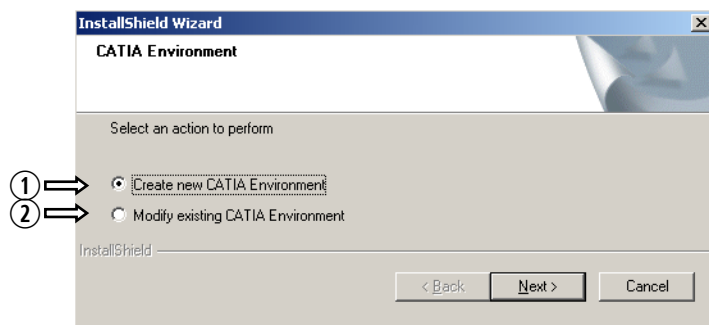 InstallShield Wizard
CATIA Environment
Select an action to perform
① Create new CATIA Environment
② Modify existing CATIA Environment
InstallShield
< Back Next > Cancel